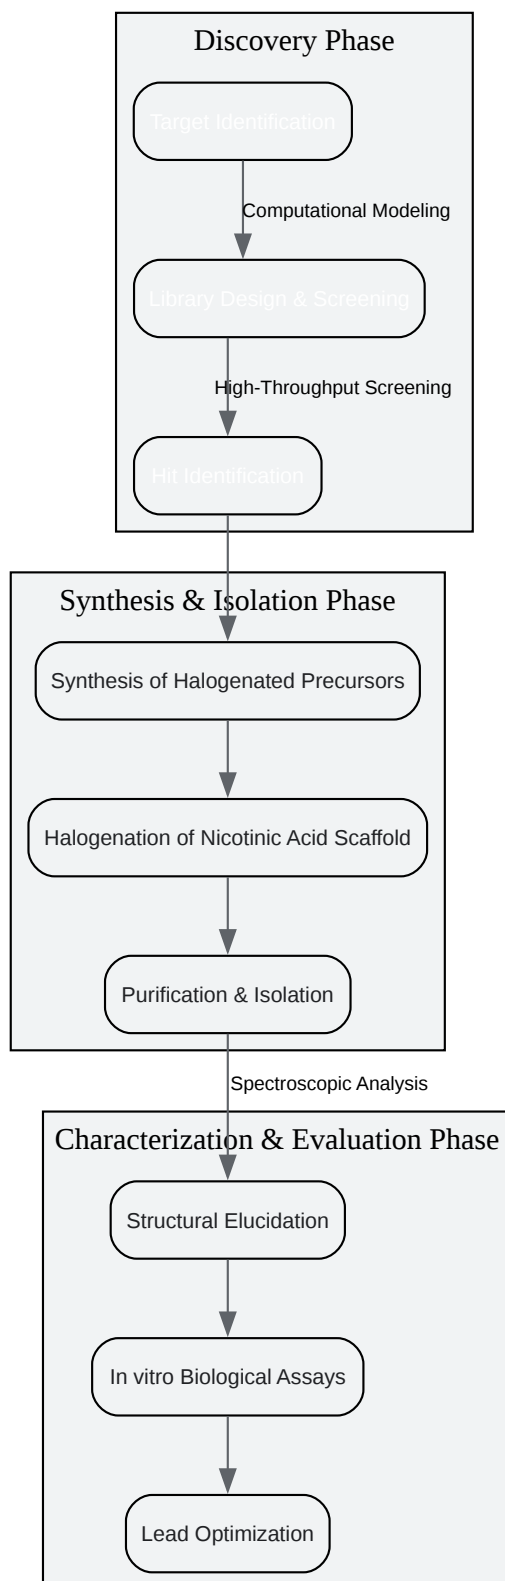 Discovery Phase
Target Identification
Computational Modeling
Library Design & Screening
High-Throughput Screening
Hit Identification
Synthesis & Isolation Phase
Synthesis of Halogenated Precursors
Halogenation of Nicotinic Acid Scaffold
Purification & Isolation
Spectroscopic Analysis
Characterization & Evaluation Phase
Structural Elucidation
In vitro Biological Assays
Lead Optimization